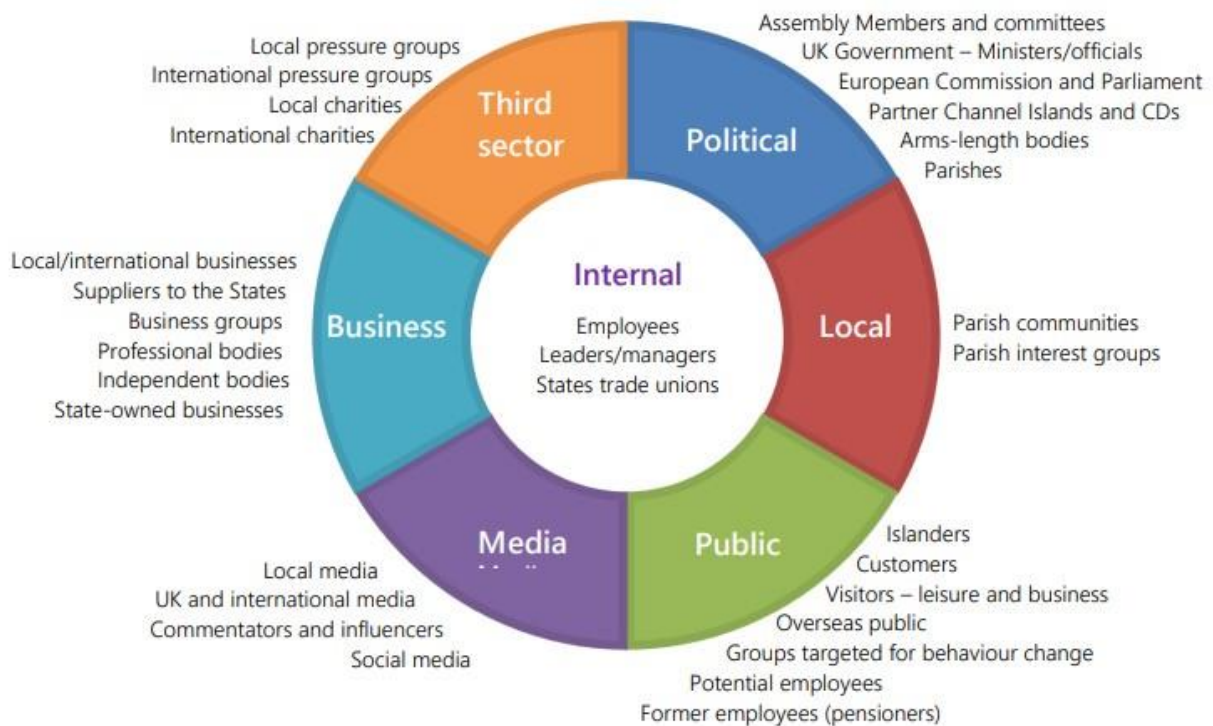 Local pressure groups
International pressure groups
Local charities
International charities
Third
sector
Assembly Members and committees
UK Government – Ministers/officials
European Commission and Parliament
Partner Channel Islands and CDs
Arms-length bodies
Parishes
Political
Local/international businesses
Suppliers to the States
Business groups
Professional bodies
Independent bodies
State-owned businesses
Business
Internal
Employees
Leaders/managers
States trade unions
Local
Parish communities
Parish interest groups
Media
Local media
UK and international media
Commentators and influencers
Social media
Public
Islanders
Customers
Visitors – leisure and business
Overseas public
Groups targeted for behaviour change
Potential employees
Former employees (pensioners)